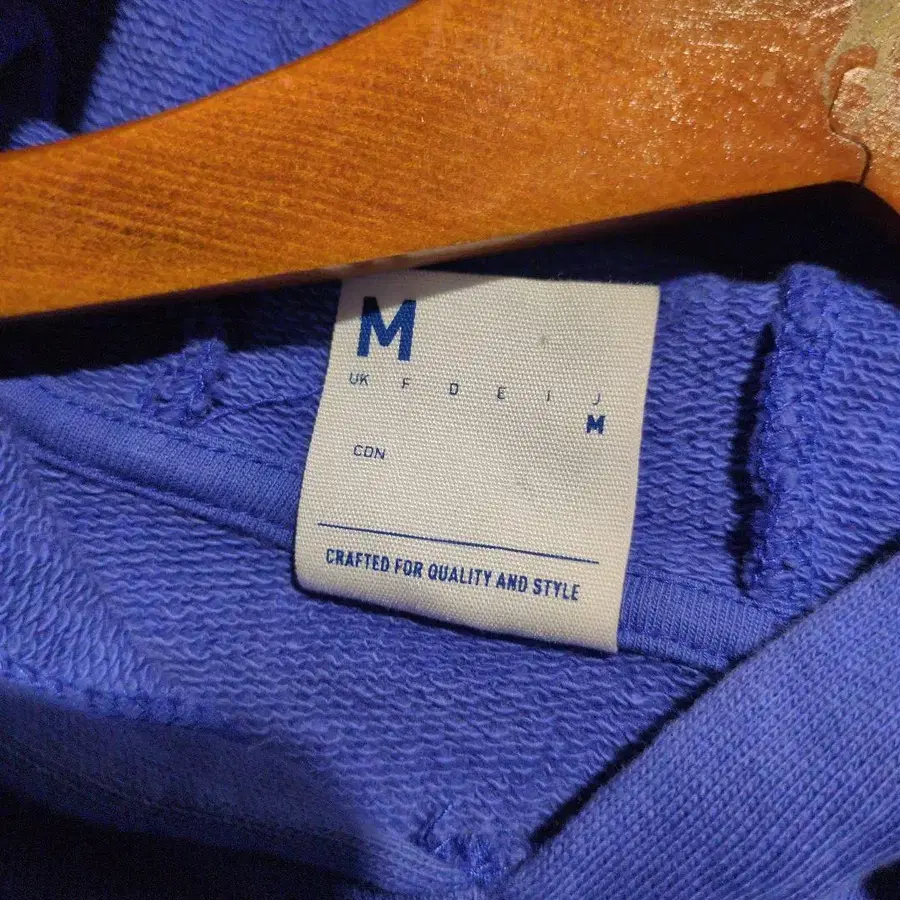 M
UK F D E I J
M
CDN
CRAFTED FOR QUALITY AND STYLE